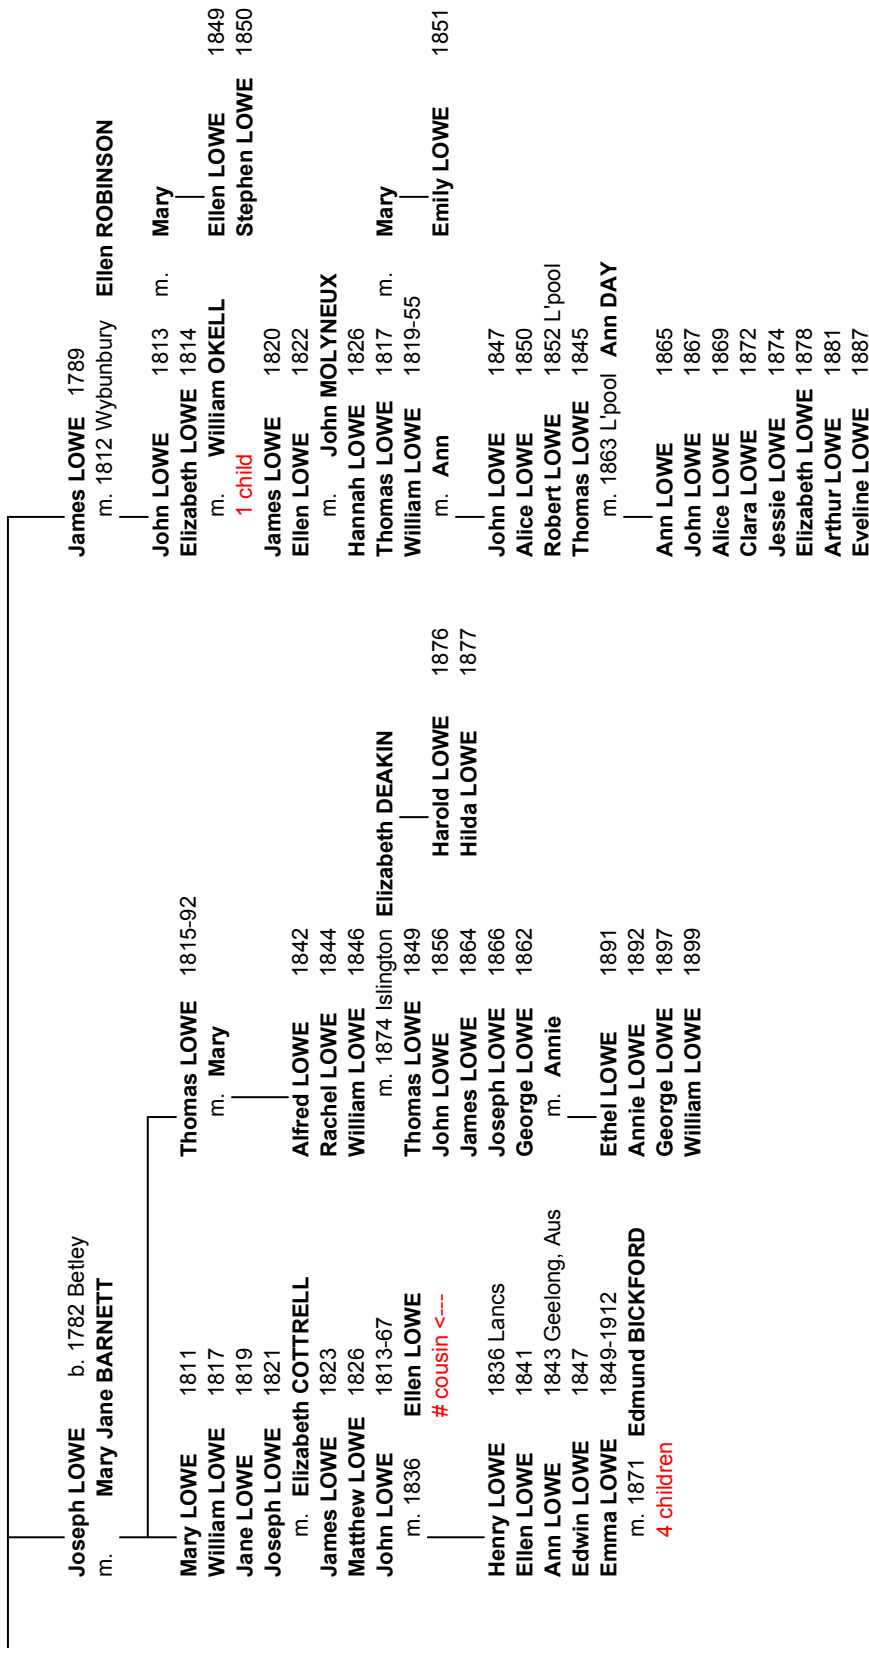 Joseph LOWE b. 1782 Betley
m. Mary Jane BARNETT
Mary LOWE 1811
William LOWE 1817
Jane LOWE 1819
Joseph LOWE 1821
m. Elizabeth COTTRELL
James LOWE 1823
Matthew LOWE 1826
John LOWE 1813-67
m. 1836 Ellen LOWE
# cousin <---
Henry LOWE 1836 Lancs
Ellen LOWE 1841
Ann LOWE 1843 Geelong, Aus
Edwin LOWE 1847
Emma LOWE 1849-1912
m. 1871 Edmund BICKFORD
4 children
Thomas LOWE 1815-92
m. Mary
Alfred LOWE 1842
Rachel LOWE 1844
William LOWE 1846
m. 1874 Islington Elizabeth DEAKIN
Thomas LOWE 1849
John LOWE 1856
James LOWE 1864
Joseph LOWE 1866
George LOWE 1862
m. Annie
Harold LOWE 1876
Hilda LOWE 1877
Ethel LOWE 1891
Annie LOWE 1892
George LOWE 1897
William LOWE 1899
James LOWE 1789
m. 1812 Wybunbury Ellen ROBINSON
John LOWE 1813 m. Mary
Elizabeth LOWE 1814
m. William OKELL
1 child
Ellen LOWE 1849
Stephen LOWE 1850
James LOWE 1820
Ellen LOWE 1822
m. John MOLYNEUX
Hannah LOWE 1826
Thomas LOWE 1817 m. Mary
William LOWE 1819-55
m. Ann
Emily LOWE 1851
John LOWE 1847
Alice LOWE 1850
Robert LOWE 1852 L'pool
Thomas LOWE 1845
m. 1863 L'pool Ann DAY
Ann LOWE 1865
John LOWE 1867
Alice LOWE 1869
Clara LOWE 1872
Jessie LOWE 1874
Elizabeth LOWE 1878
Arthur LOWE 1881
Eveline LOWE 1887